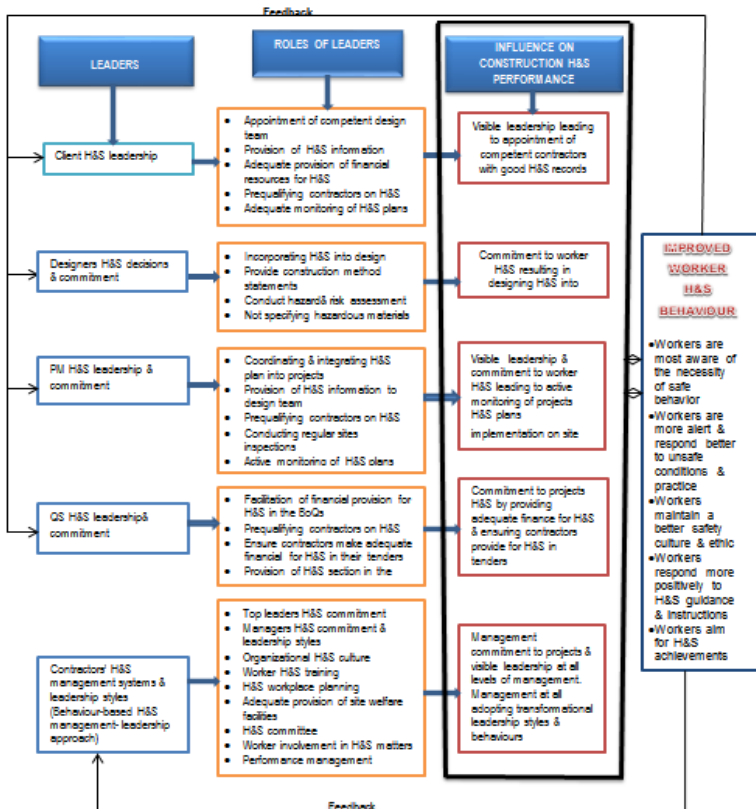 Feedback
LEADERS
ROLES OF LEADERS
INFLUENCE ON
CONSTRUCTION H&S
PERFORMANCE
Client H&S leadership
Appointment of competent design
team
Provision of H&S information
Adequate provision of financial
resources for H&S
Prequalifying contractors on H&S
Adequate monitoring of H&S plans
Visible leadership leading
to appointment of
competent contractors
with good H&S records
Designers H&S decisions
& commitment
Incorporating H&S into design
Provide construction method
statements
Conduct hazard& risk assessment
Not specifying hazardous materials
Commitment to worker
H&S resulting in
designing H&S into
PM H&S leadership &
commitment
Coordinating & integrating H&S
plan into projects
Provision of H&S information to
design team
Prequalifying contractors on H&S
Conducting regular sites
inspections
Active monitoring of H&S plans
Visible leadership &
commitment to worker
H&S leading to active
monitoring of projects
H&S plans
implementation on site
QS H&S leadership&
commitment
Facilitation of financial provision for
H&S in the BoQs
Prequalifying contractors on H&S
Ensure contractors make adequate
financial for H&S in their tenders
Provision of H&S section in the
Commitment to projects
H&S by providing
adequate finance for H&S
& ensuring contractors
provide for H&S in
tenders
Contractors' H&S
management systems &
leadership styles
(Behaviour-based H&S
management- leadership
approach)
Top leaders H&S commitment
Managers H&S commitment &
leadership styles
Organizational H&S culture
Worker H&S training
H&S workplace planning
Adequate provision of site welfare
facilities
H&S committee
Worker involvement in H&S matters
Performance management
Management
commitment to projects &
visible leadership at all
levels of management.
Management at all
adopting transformational
leadership styles &
behaviours
IMPROVED
WORKER
H&S
BEHAVIOUR
Workers are
most aware of
the necessity
of safe
behavior
Workers are
more alert &
respond better
to unsafe
conditions &
practice
Workers
maintain a
better safety
culture & ethic
Workers
respond more
positively to
H&S guidance
& instructions
Workers aim
for H&S
achievements
Feedback